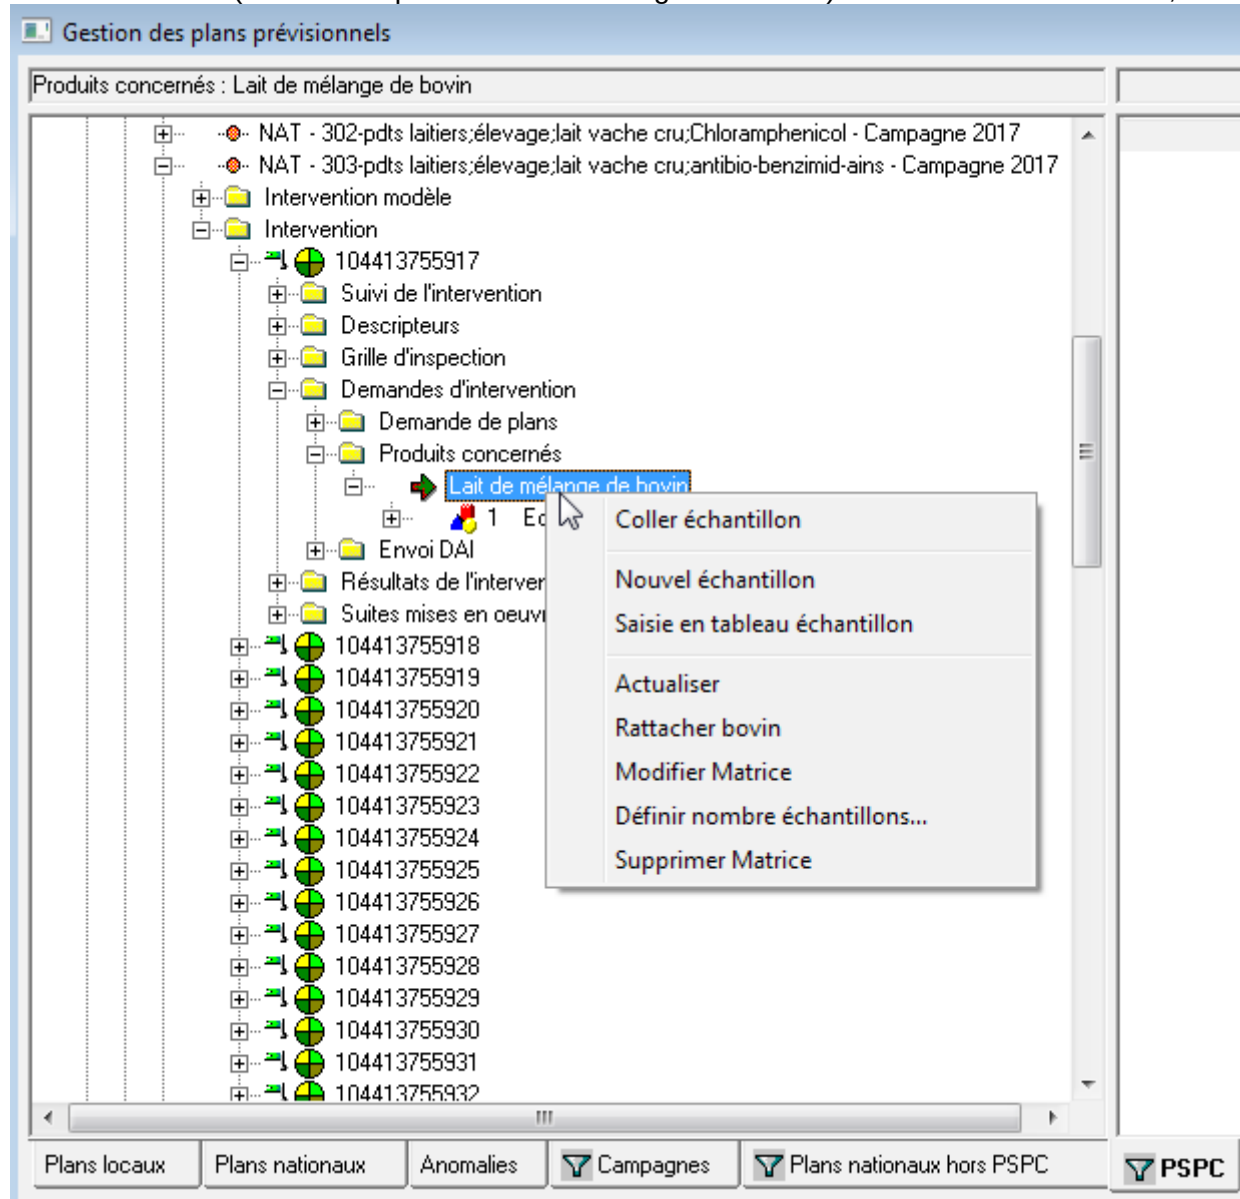 Gestion des plans prévisionnels
Produits concernés : Lait de mélange de bovin
NAT - 302-pdts laitiers;élevage;lait vache cru;Chloramphenicol - Campagne 2017
NAT - 303-pdts laitiers;élevage;lait vache cru;antibio-benzimid-ains - Campagne 2017
Intervention modèle
Intervention
104413755917
Suivi de l'intervention
Descripteurs
Grille d'inspection
Demandes d'intervention
Demande de plans
Produits concernés
Lait de mélange de bovin
1
Envoi DAI
Résultats de
Suites mises en
104413755918
104413755919
104413755920
104413755921
104413755922
104413755923
104413755924
104413755925
104413755926
104413755927
104413755928
104413755929
104413755930
104413755931
104413755932
Coller échantillon
Nouvel échantillon
Saisie en tableau échantillon
Actualiser
Rattacher bovin
Modifier Matrice
Définir nombre échantillons...
Supprimer Matrice
Plans locaux
Plans nationaux
Anomalies
Campagnes
Plans nationaux hors PSPC
PSPC